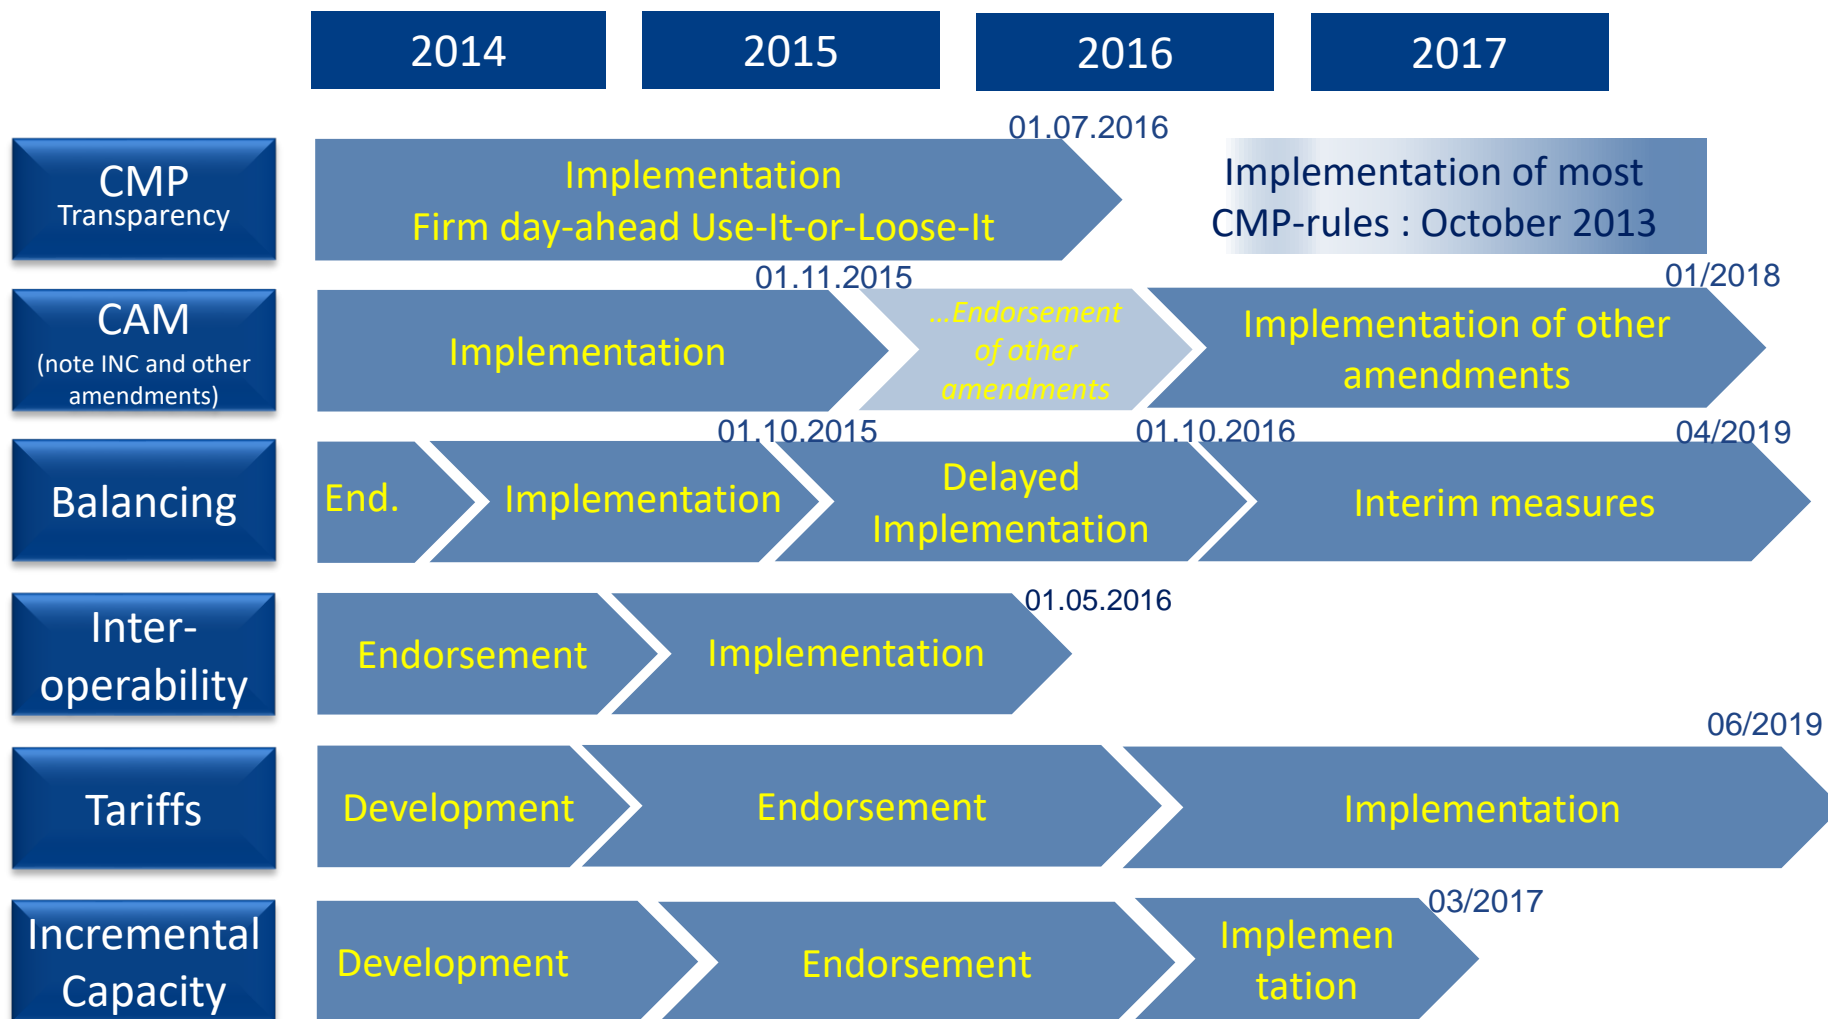 2014
2015
2016
2017
CMP
Transparency
01.07.2016
Implementation
Firm day-ahead Use-It-or-Loose-It
Implementation of most
CMP-rules : October 2013
CAM
(note INC and other
amendments)
01.11.2015
Implementation
...Endorsement
of other
amendments
01/2018
Implementation of other
amendments
Balancing
End.
01.10.2015
Implementation
01.10.2016
Delayed
Implementation
04/2019
Interim measures
Inter-
operability
Endorsement
01.05.2016
Implementation
Tariffs
Development
Endorsement
06/2019
Implementation
Incremental
Capacity
Development
Endorsement
03/2017
Implemen
tation